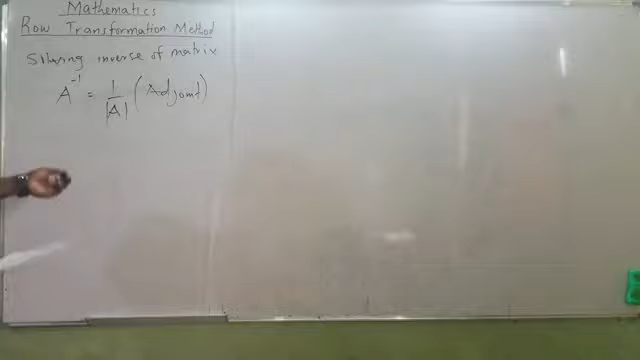 Mathematics
Row Transformation Method
Solving inverse of matrix
A⁻¹ = 1/|A| (Adjoint)